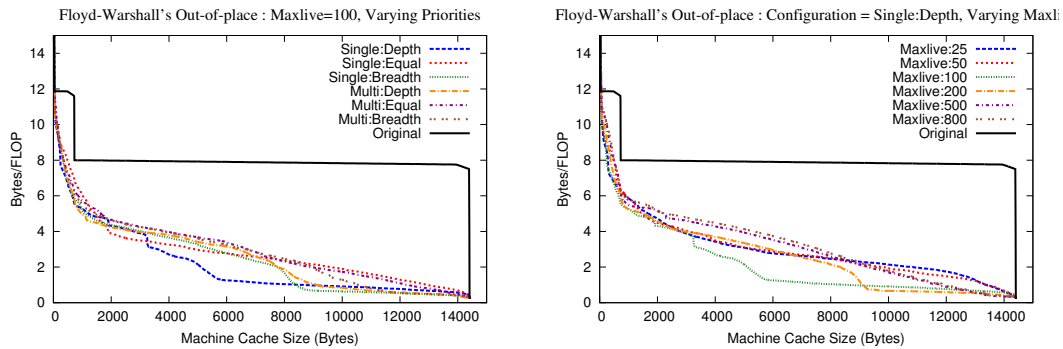 Floyd-Warshall's Out-of-place : Maxlive=100, Varying Priorities
Bytes/FLOP
14
12
10
8
6
4
2
0
Single:Depth
Single:Equal
Single:Breadth
Multi:Depth
Multi:Equal
Multi:Breadth
Original
0 2000 4000 6000 8000 10000 12000 14000
Machine Cache Size (Bytes)
Floyd-Warshall's Out-of-place : Configuration = Single:Depth, Varying Maxli
Bytes/FLOP
14
12
10
8
6
4
2
0
Maxlive:25
Maxlive:50
Maxlive:100
Maxlive:200
Maxlive:500
Maxlive:800
Original
0 2000 4000 6000 8000 10000 12000 14000
Machine Cache Size (Bytes)